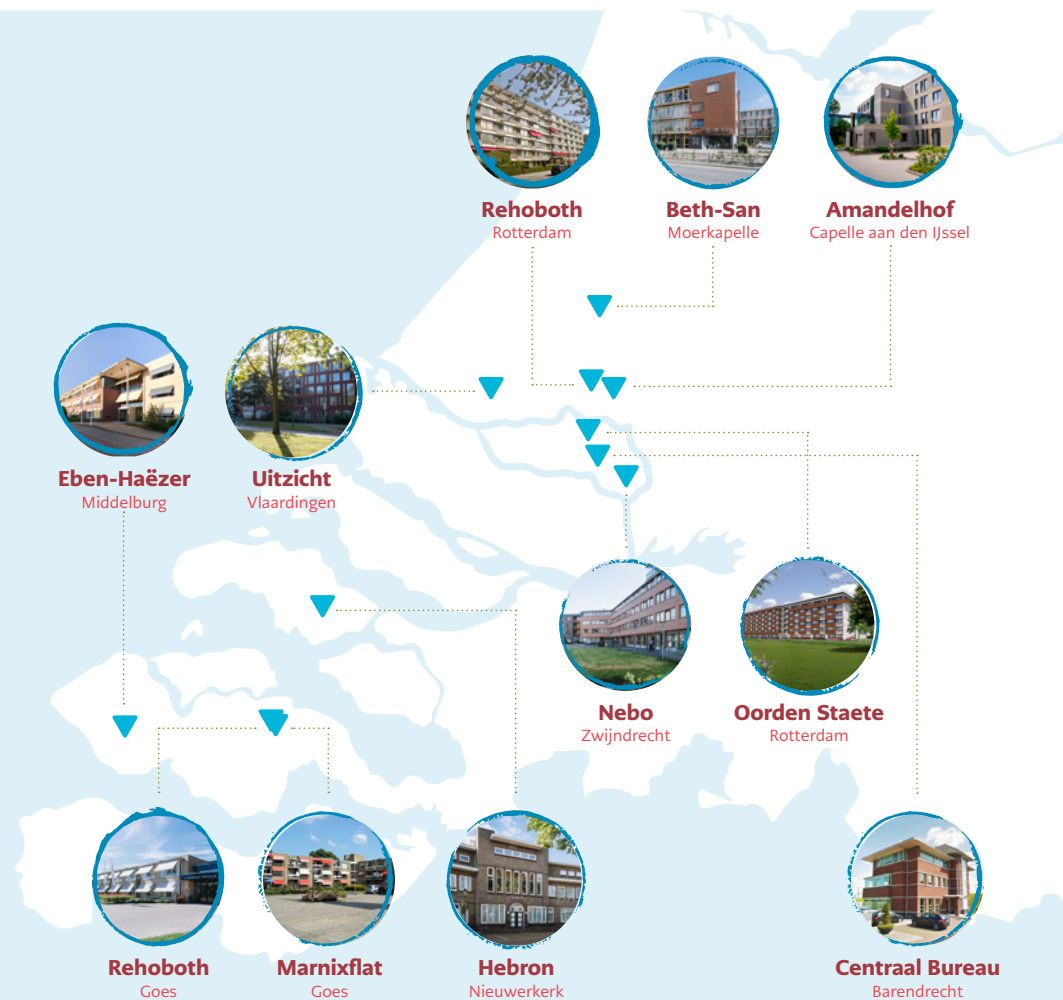 Rehoboth
Rotterdam
Beth-San
Moerkapelle
Amandelhof
Capelle aan den IJssel
Eben-Haëzer
Middelburg
Uitzicht
Vlaardingen
Nebo
Zwijndrecht
Oorden Staete
Rotterdam
Rehoboth
Goes
Marnixflat
Goes
Hebron
Nieuwerkerk
Centraal Bureau
Barendrecht